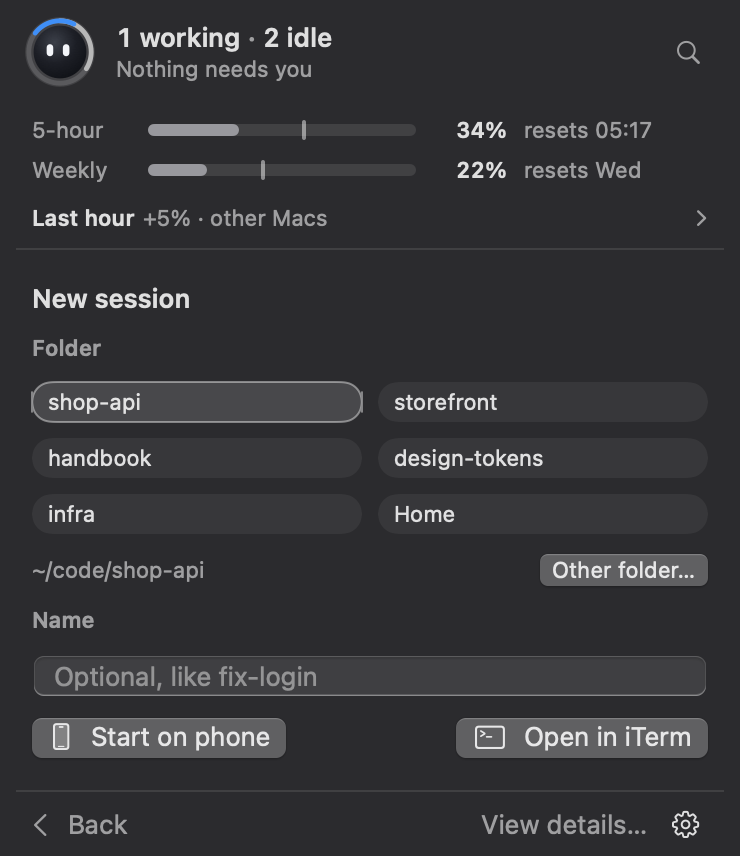 1 working · 2 idle
Nothing needs you
5-hour 34% resets 05:17
Weekly 22% resets Wed
Last hour +5% · other Macs
New session
Folder
shop-api storefront
handbook design-tokens
infra Home
~/code/shop-api Other folder...
Name
Optional, like fix-login
Start on phone Open in iTerm
Back View details...